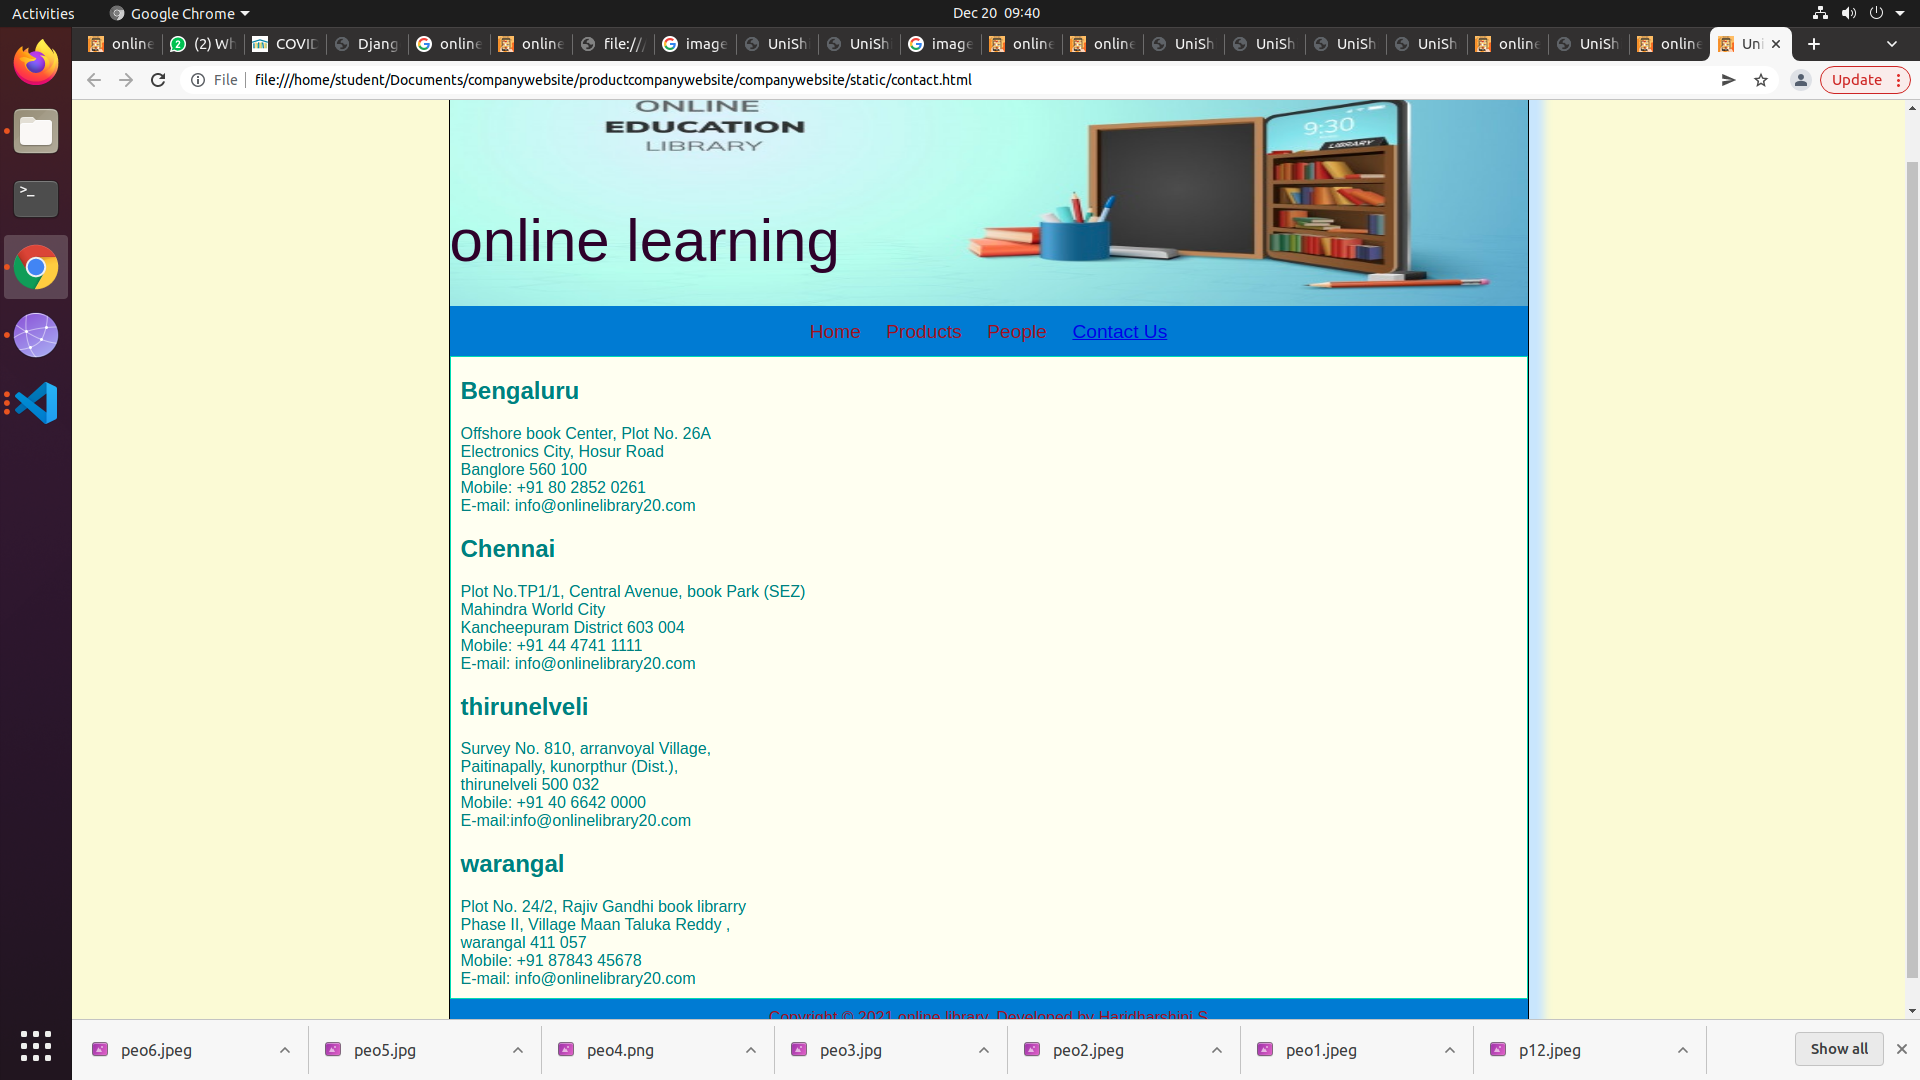 Activities
Google Chrome
Dec 20 09:40
online
(2) Wh
COVID
Djang
online
online
file://
image
UniSh
UniSh
image
online
online
UniSh
UniSh
UniSh
UniSh
online
UniSh
online
Uni
File
file:///home/student/Documents/companywebsite/productcompanywebsite/companywebsite/static/contact.html
Update
ONLINE
EDUCATION
LIBRARY
9:30
LIBRARY
online learning
Home Products People Contact Us
Bengaluru
Offshore book Center, Plot No. 26A
Electronics City, Hosur Road
Banglore 560 100
Mobile: +91 80 2852 0261
E-mail: info@onlinelibrary20.com
Chennai
Plot No.TP1/1, Central Avenue, book Park (SEZ)
Mahindra World City
Kancheepuram District 603 004
Mobile: +91 44 4741 1111
E-mail: info@onlinelibrary20.com
thirunelveli
Survey No. 810, arranvoyal Village,
Paitinapally, kunorpthur (Dist.),
thirunelveli 500 032
Mobile: +91 40 6642 0000
E-mail:info@onlinelibrary20.com
warangal
Plot No. 24/2, Rajiv Gandhi book librarry
Phase II, Village Maan Taluka Reddy ,
warangal 411 057
Mobile: +91 87843 45678
E-mail: info@onlinelibrary20.com
Copyright © 2021 online library. Developed by Haridharshini S
peo6.jpeg
peo5.jpg
peo4.png
peo3.jpg
peo2.jpeg
peo1.jpeg
p12.jpeg
Show all